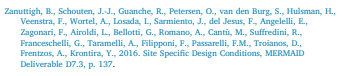 Zanuttigh, B., Schouten, J.-J., Guanche, R., Petersen, O., van den Burg, S., Hulsman, H.,
Veenstra, F., Wortel, A., Losada, I., Sarmiento, J., del Jesus, F., Angelelli, E.,
Zagonari, F., Airoldi, L., Bellotti, G., Romano, A., Cantù, M., Suffredini, R.,
Franceschelli, G., Taramelli, A., Filipponi, F., Passarelli, F.M., Troianos, D.,
Frentzos, A., Krontira, Y., 2016. Site Specific Design Conditions, MERMAID
Deliverable D7.3, p. 137.